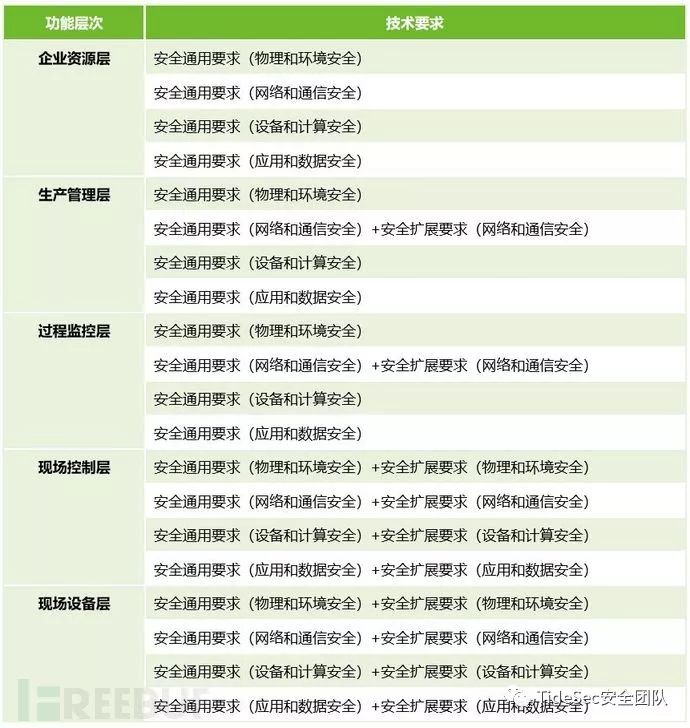 功能层次 技术要求
企业资源层 安全通用要求（物理和环境安全）
安全通用要求（网络和通信安全）
安全通用要求（设备和计算安全）
安全通用要求（应用和数据安全）
生产管理层 安全通用要求（物理和环境安全）
安全通用要求（网络和通信安全）+安全扩展要求（网络和通信安全）
安全通用要求（设备和计算安全）
安全通用要求（应用和数据安全）
过程监控层 安全通用要求（物理和环境安全）
安全通用要求（网络和通信安全）+安全扩展要求（网络和通信安全）
安全通用要求（设备和计算安全）
安全通用要求（应用和数据安全）
现场控制层 安全通用要求（物理和环境安全）+安全扩展要求（物理和环境安全）
安全通用要求（网络和通信安全）+安全扩展要求（网络和通信安全）
安全通用要求（设备和计算安全）+安全扩展要求（设备和计算安全）
安全通用要求（应用和数据安全）+安全扩展要求（应用和数据安全）
现场设备层 安全通用要求（物理和环境安全）+安全扩展要求（物理和环境安全）
安全通用要求（网络和通信安全）+安全扩展要求（网络和通信安全）
安全通用要求（设备和计算安全）+安全扩展要求（设备和计算安全）
安全通用要求（应用和数据安全）+安全扩展要求（应用和数据安全）
FREEBUF
TideSec安全团队